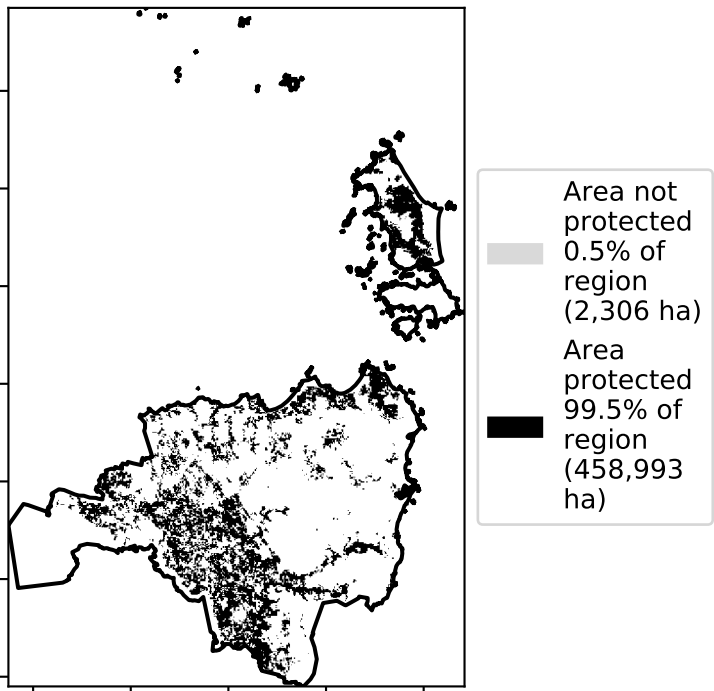 Area not
protected
0.5% of
region
(2,306 ha)
Area
protected
99.5% of
region
(458,993
ha)